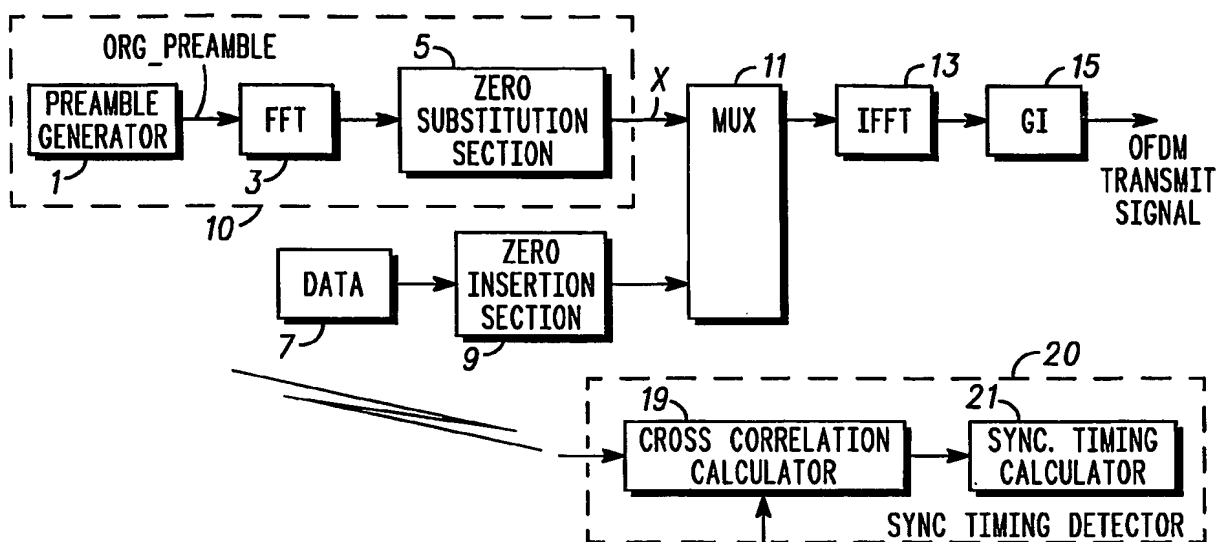 ORG_PREAMBLE
PREAMBLE
GENERATOR
1
FFT
3
5
ZERO
SUBSTITUTION
SECTION
10
X
11
MUX
13
IFFT
15
GI
OFDM
TRANSMIT
SIGNAL
DATA
7
ZERO
INSERTION
SECTION
9
20
19
CROSS CORRELATION
CALCULATOR
21
SYNC. TIMING
CALCULATOR
SYNC TIMING DETECTOR